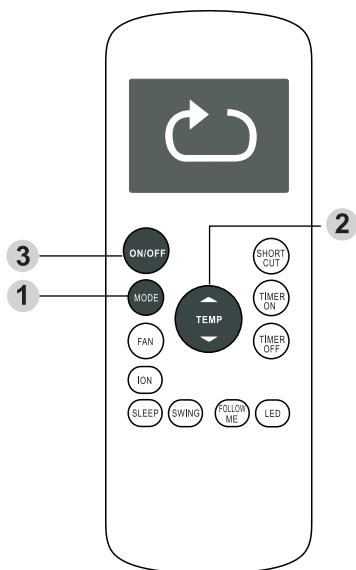 2
3
ON/OFF
SHORT
CUT
1
MODE
TEMP
TIMER
ON
FAN
TIMER
OFF
ION
SLEEP
SWING
FOLLOW
ME
LED